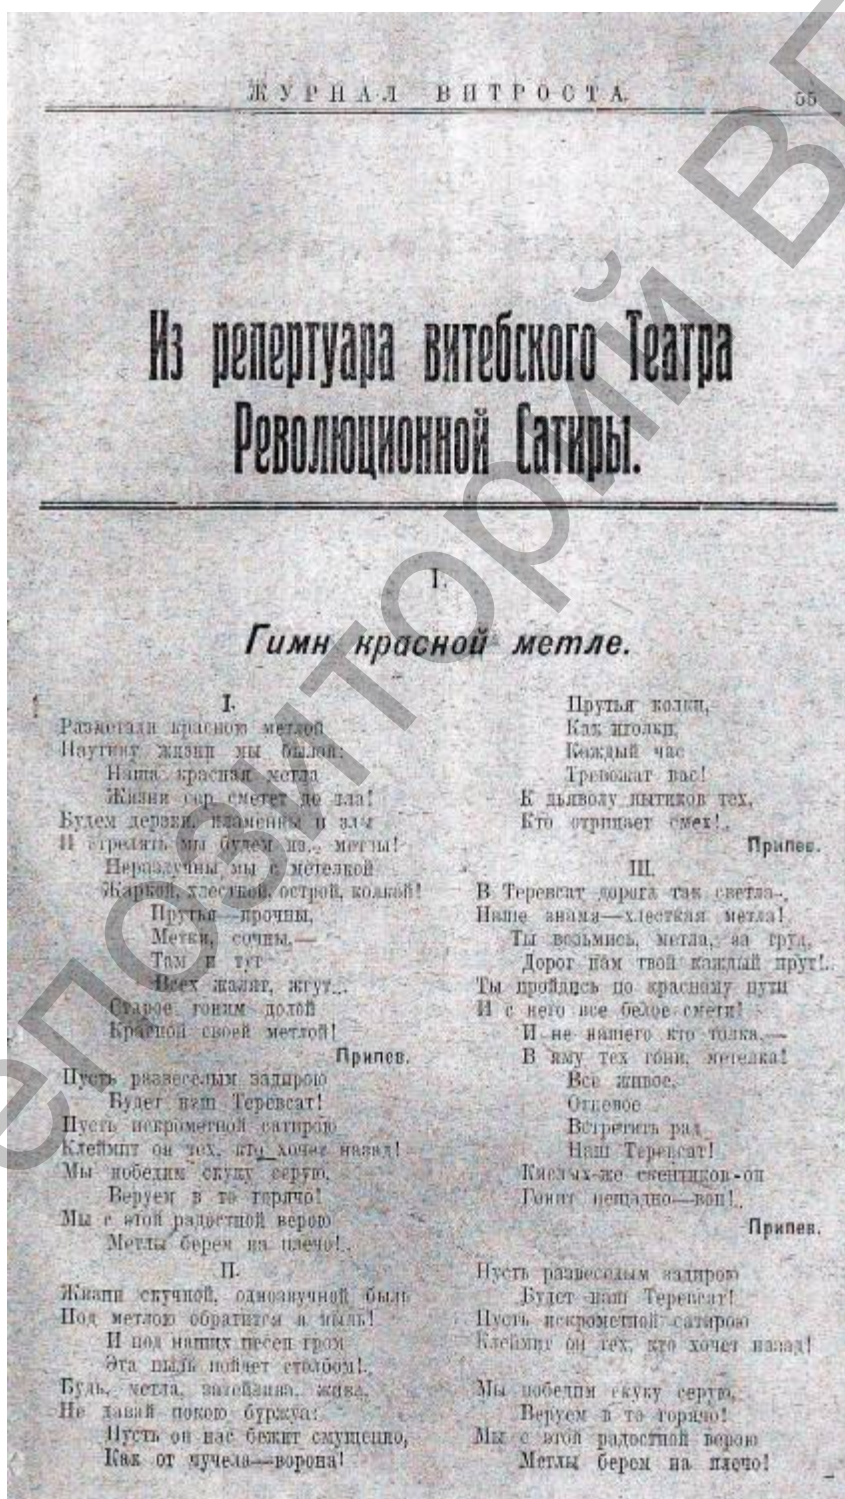 ЖУРНАЛ ВИТРОСТА. 55
Из репертуара витебского Театра
Революционной Сатиры.
I.
Гимн красной метле.
I.
Разметали красною метлой
Паутину жизни мы былой:
Наша красная метла
Жизни сор сметет до тла!
Будем дерзки, пламенны и злы
И стрелять мы будем из.. метлы!
Неразлучны мы с метелкой
Жаркой, хлесткой, острой, колкой!
Прутья—прочны,
Метки, сочны,—
Там и тут
Всех жалят, жгут...
Старое гоним долой
Красной своей метлой!
Припев.
Пусть развеселым задирою
Будет наш Теревсат!
Пусть искрометной сатирою
Клеймит он тех, кто хочет назад!
Мы победим скуку серую,
Веруем в то горячо!
Мы с этой радостной верою
Метлы берем на плечо!..
II.
Жизни скучной, однозвучной быль
Под метлою обратится в пыль!
И под наших песен гром
Эта пыль пойдет столбом!..
Будь, метла, затейлива, жива,
Не давай покою буржуа:
Пусть он нас бежит смущенно,
Как от чучела—ворона!
Прутья колки,
Как иголки,
Каждый час
Тревожат вас!
К дьяволу нытиков тех,
Кто отрицает смех!..
Припев.
III.
В Теревсат дорога так светла..
Наше знамя—хлесткая метла!
Ты возьмись, метла, за труд,
Дорог нам твой каждый прут!..
Ты пройдись по красному пути
И с него все белое смети!
И не нашего кто толка,—
В яму тех гони, метелка!
Все живое,
Огневое
Встретить рад
Наш Теревсат!
Кислых-же скептиков-он
Гонит нещадно—вон!..
Припев.
Пусть развеселым задирою
Будет наш Теревсат!
Пусть искрометной сатирою
Клеймит он тех, кто хочет назад!
Мы победим скуку серую,
Веруем в то горячо!
Мы с этой радостной верою
Метлы берем на плечо!